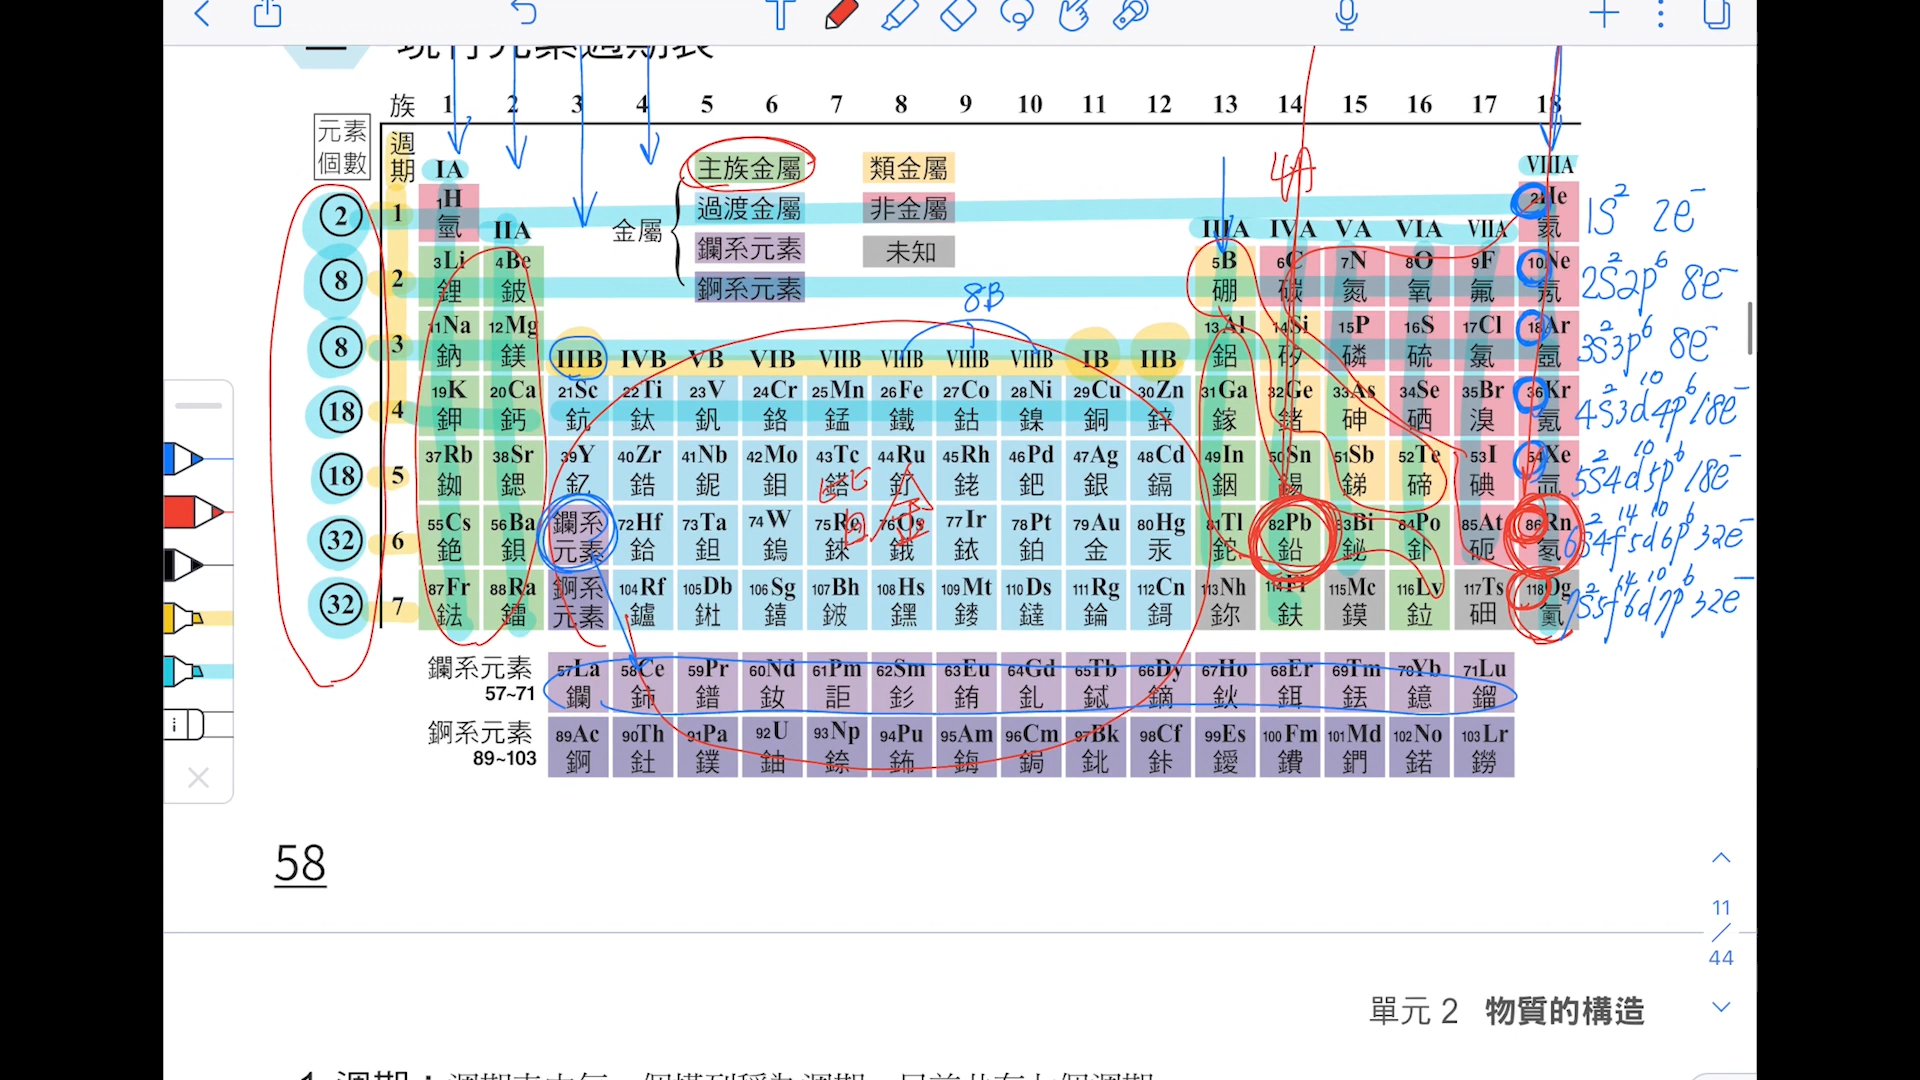 現行元素週期表
族 1 2 3 4 5 6 7 8 9 10 11 12 13 14 15 16 17 18
元素個數
週期
IA
主族金屬 類金屬
4A
VIIIA
2 1 1H 氫
過渡金屬 非金屬
2He 氦
1S² 2e⁻
IIA
金屬
鑭系元素 未知
IIIA IVA VA VIA VIIA
8 2 3Li 鋰 4Be 鈹
錒系元素
8B
5B 硼 6C 碳 7N 氮 8O 氧 9F 氟 10Ne 氖
2S²2p⁶ 8e⁻
8 3 11Na 鈉 12Mg 鎂
IIIB IVB VB VIB VIIB VIIIB VIIIB VIIIB IB IIB
13Al 鋁 14Si 矽 15P 磷 16S 硫 17Cl 氯 18Ar 氬
3S²3p⁶ 8e⁻
18 4 19K 鉀 20Ca 鈣 21Sc 鈧 22Ti 鈦 23V 釩 24Cr 鉻 25Mn 錳 26Fe 鐵 27Co 鈷 28Ni 鎳 29Cu 銅 30Zn 鋅 31Ga 鎵 32Ge 鍺 33As 砷 34Se 硒 35Br 溴 36Kr 氪
4S²3d¹⁰4p⁶ 18e⁻
18 5 37Rb 銣 38Sr 鍶 39Y 釔 40Zr 鋯 41Nb 鈮 42Mo 鉬 43Tc 鎝 44Ru 釕 45Rh 銠 46Pd 鈀 47Ag 銀 48Cd 鎘 49In 銦 50Sn 錫 51Sb 銻 52Te 碲 53I 碘 54Xe 氙
5S²4d¹⁰5p⁶ 18e⁻
32 6 55Cs 銫 56Ba 鋇 鑭系元素 72Hf 鉿 73Ta 鉭 74W 鎢 75Re 錸 76Os 鋨 77Ir 銥 78Pt 鉑 79Au 金 80Hg 汞 81Tl 鉈 82Pb 鉛 83Bi 鉍 84Po 釙 85At 砈 86Rn 氡
6S²4f¹⁴5d¹⁰6p⁶ 32e⁻
32 7 87Fr 鍅 88Ra 鐳 錒系元素 104Rf 鑪 105Db 𨧀 106Sg 𨭎 107Bh 𨨏 108Hs 𨭆 109Mt 䥑 110Ds 鐽 111Rg 錀 112Cn 鎶 113Nh 鉨 114Fl 鈇 115Mc 鏌 116Lv 鉝 117Ts 鿬 118Og 鿫
7S²5f¹⁴6d¹⁰7p⁶ 32e⁻
鑭系元素 57~71 57La 鑭 58Ce 鈰 59Pr 鐠 60Nd 釹 61Pm 鉕 62Sm 釤 63Eu 銪 64Gd 釓 65Tb 鋱 66Dy 鏑 67Ho 鈥 68Er 鉺 69Tm 銩 70Yb 鐿 71Lu 鎦
錒系元素 89~103 89Ac 錒 90Th 釷 91Pa 鏷 92U 鈾 93Np 錼 94Pu 鈽 95Am 鋂 96Cm 鋦 97Bk 鉳 98Cf 鉲 99Es 鑀 100Fm 鐨 101Md 鍆 102No 鍩 103Lr 鐒
58
11
/
44
單元 2 物質的構造